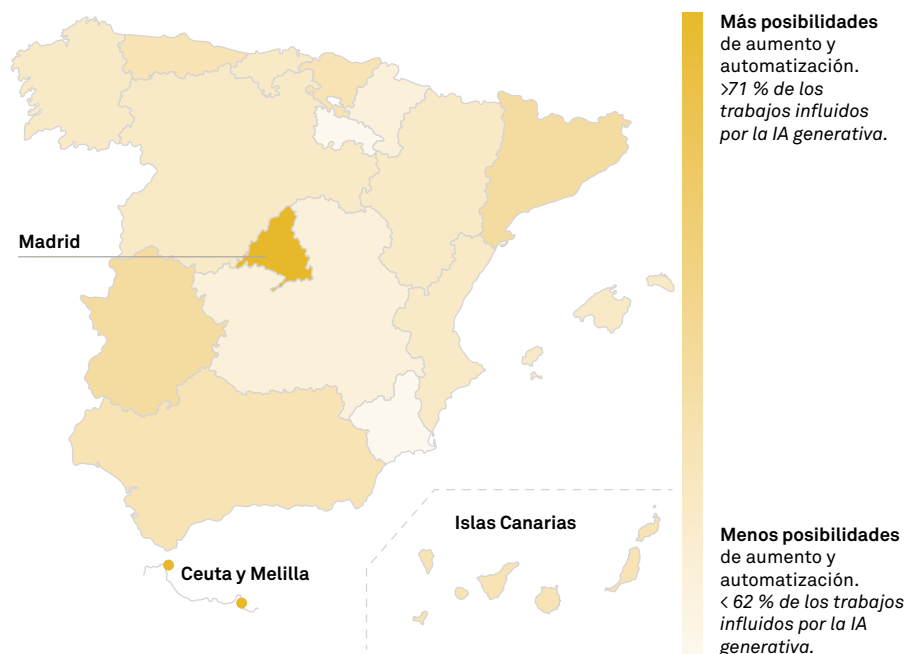 Más posibilidades
de aumento y
automatización.
>71 % de los
trabajos influidos
por la IA generativa.
Madrid
Islas Canarias
Ceuta y Melilla
Menos posibilidades
de aumento y
automatización.
< 62 % de los trabajos
influidos por la IA
generativa.